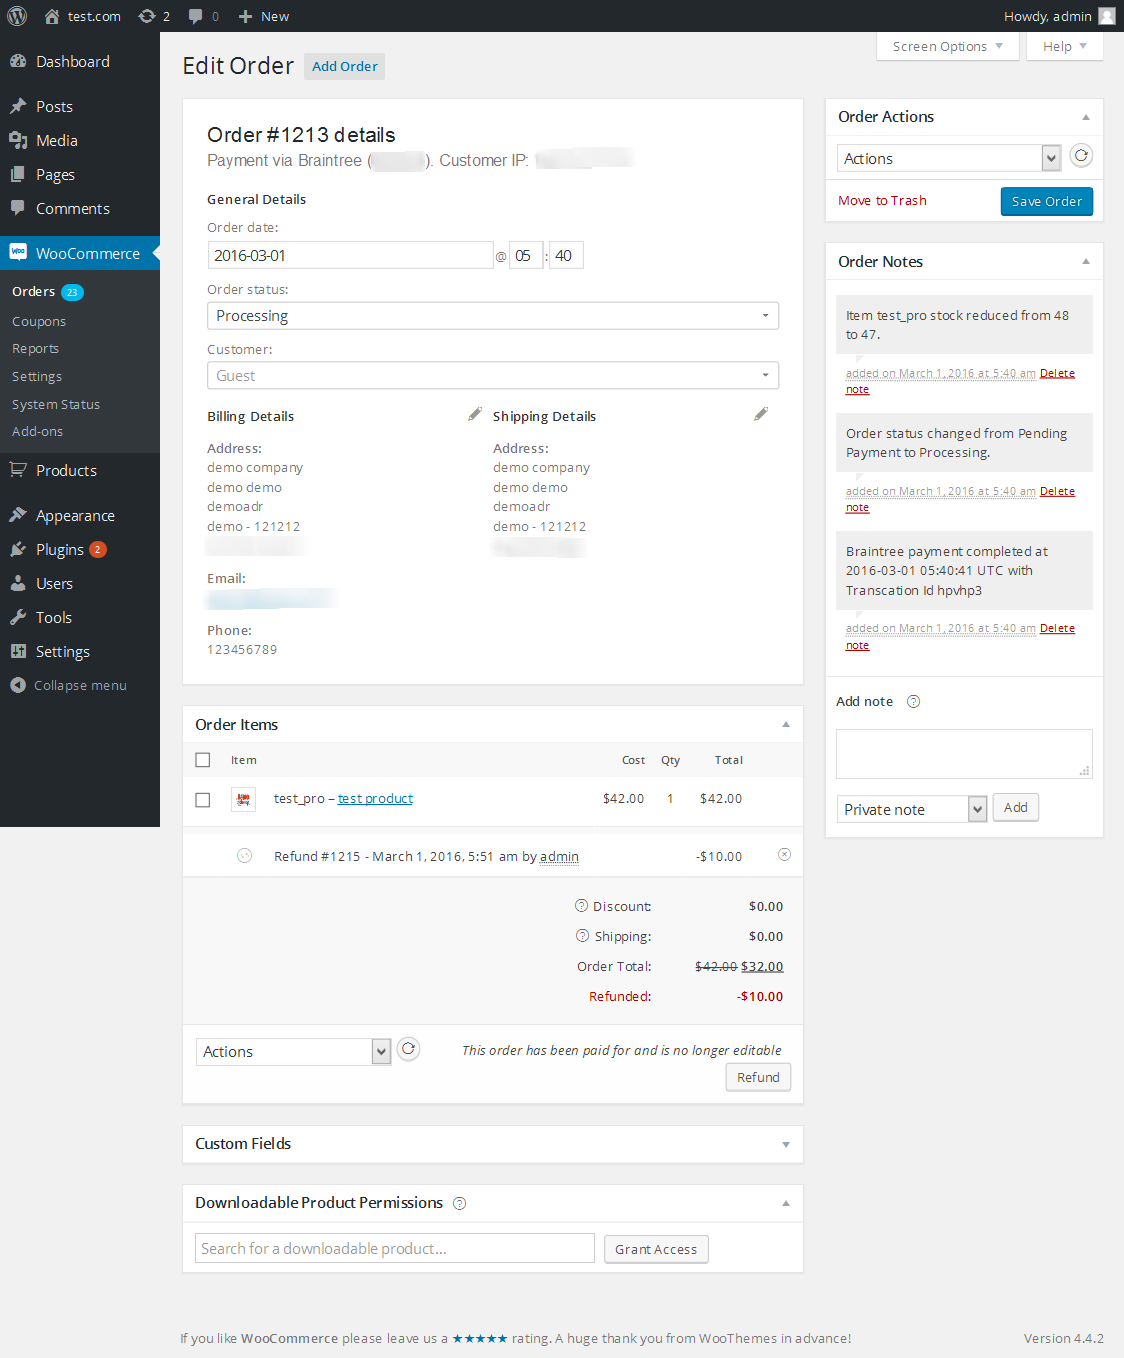 test.com 2 0 New Howdy, admin
Screen Options Help
Dashboard
Posts
Media
Pages
Comments
WooCommerce
Orders 23
Coupons
Reports
Settings
System Status
Add-ons
Products
Appearance
Plugins 2
Users
Tools
Settings
Collapse menu
Edit Order Add Order
Order #1213 details
Payment via Braintree ( ). Customer IP:
General Details
Order date:
2016-03-01 @ 05 : 40
Order status:
Processing
Customer:
Guest
Billing Details
Address:
demo company
demo demo
demoadr
demo - 121212
Email:
Phone:
123456789
Shipping Details
Address:
demo company
demo demo
demoadr
demo - 121212
Order Items
Item Cost Qty Total
test_pro – test product $42.00 1 $42.00
Refund #1215 - March 1, 2016, 5:51 am by admin -$10.00
Discount: $0.00
Shipping: $0.00
Order Total: $42.00 $32.00
Refunded: -$10.00
Actions This order has been paid for and is no longer editable
Refund
Custom Fields
Downloadable Product Permissions
Search for a downloadable product...
Grant Access
Order Actions
Actions
Move to Trash Save Order
Order Notes
Item test_pro stock reduced from 48
to 47.
added on March 1, 2016 at 5:40 am Delete
note
Order status changed from Pending
Payment to Processing.
added on March 1, 2016 at 5:40 am Delete
note
Braintree payment completed at
2016-03-01 05:40:41 UTC with
Transcation Id hpvhp3
added on March 1, 2016 at 5:40 am Delete
note
Add note
Private note Add
If you like WooCommerce please leave us a ★★★★★ rating. A huge thank you from WooThemes in advance!
Version 4.4.2